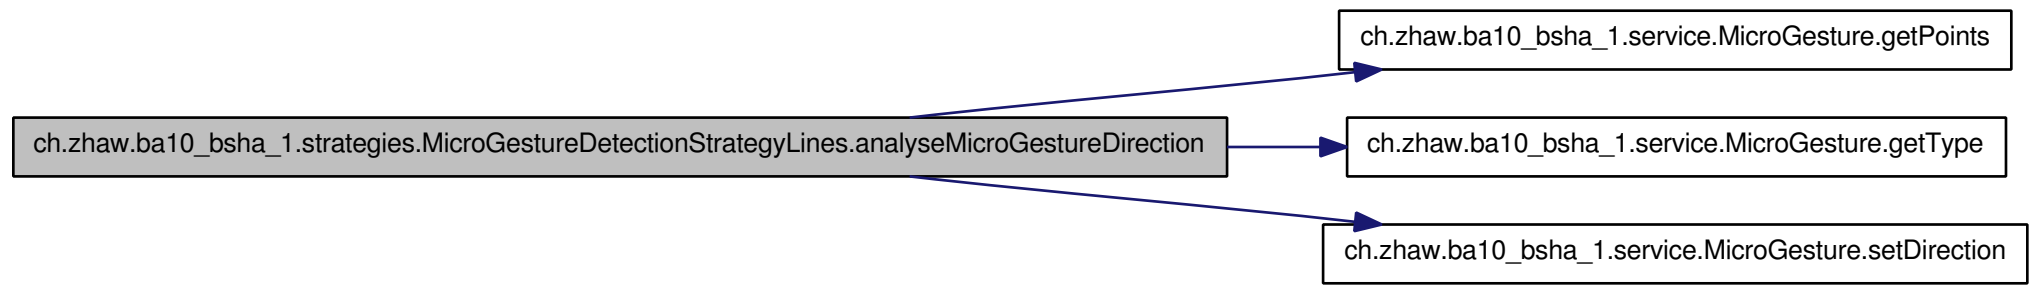 ch.zhaw.ba10_bsha_1.service.MicroGesture.getPoints
ch.zhaw.ba10_bsha_1.strategies.MicroGestureDetectionStrategyLines.analyseMicroGestureDirection
ch.zhaw.ba10_bsha_1.service.MicroGesture.getType
ch.zhaw.ba10_bsha_1.service.MicroGesture.setDirection